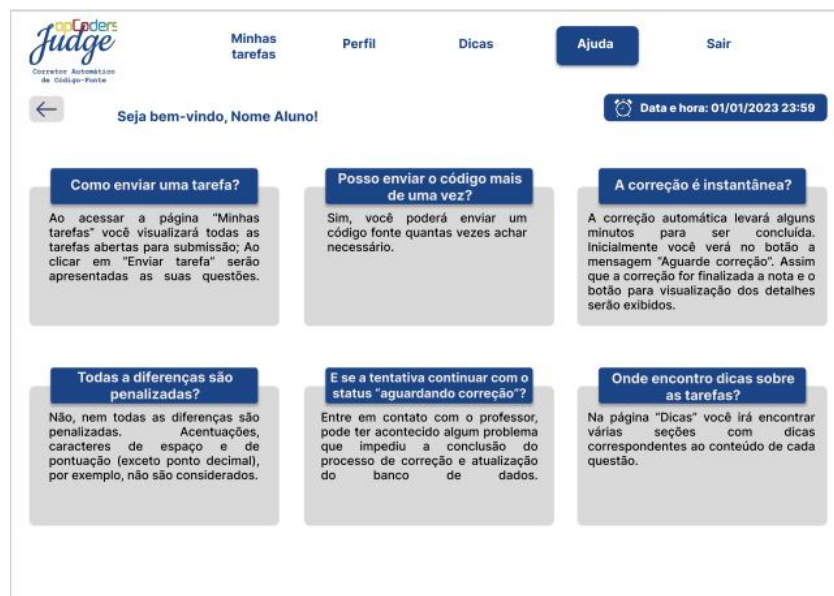 opCoders
Judge
Corretor Automático
de Código-Fonte
Minhas
tarefas
Perfil
Dicas
Ajuda
Sair
Seja bem-vindo, Nome Aluno!
Data e hora: 01/01/2023 23:59
Como enviar uma tarefa?
Ao acessar a página "Minhas
tarefas" você visualizará todas as
tarefas abertas para submissão; Ao
clicar em "Enviar tarefa" serão
apresentadas as suas questões.
Posso enviar o código mais
de uma vez?
Sim, você poderá enviar um
código fonte quantas vezes achar
necessário.
A correção é instantânea?
A correção automática levará alguns
minutos para ser concluída.
Inicialmente você verá no botão a
mensagem "Aguarde correção". Assim
que a correção for finalizada a nota e o
botão para visualização dos detalhes
serão exibidos.
Todas a diferenças são
penalizadas?
Não, nem todas as diferenças são
penalizadas. Acentuações,
caracteres de espaço e de
pontuação (exceto ponto decimal),
por exemplo, não são considerados.
E se a tentativa continuar com o
status "aguardando correção"?
Entre em contato com o professor,
pode ter acontecido algum problema
que impediu a conclusão do
processo de correção e atualização
do banco de dados.
Onde encontro dicas sobre
as tarefas?
Na página "Dicas" você irá encontrar
várias seções com dicas
correspondentes ao conteúdo de cada
questão.